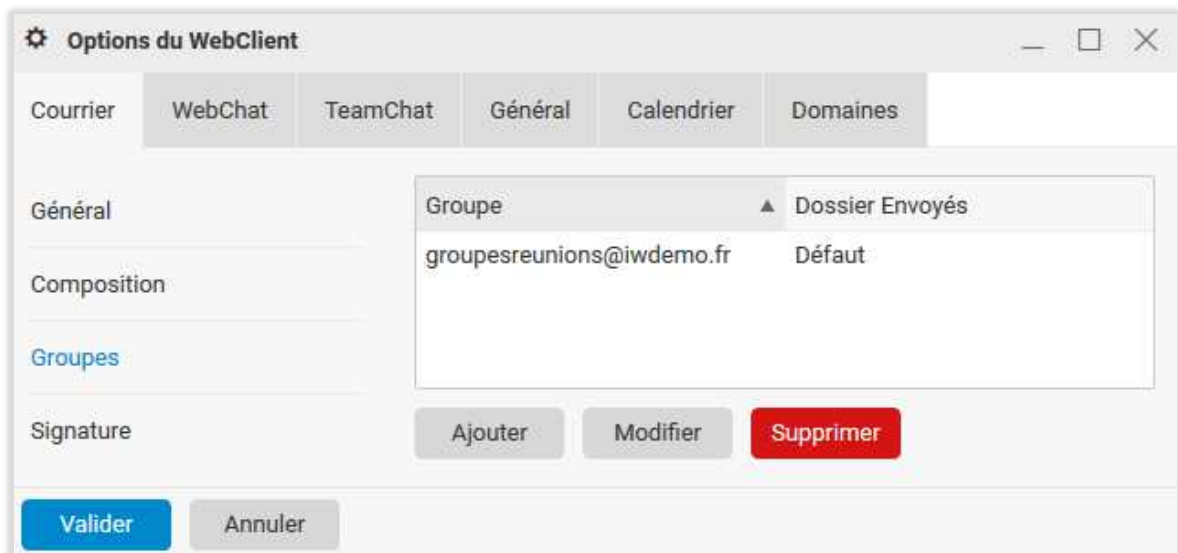 Options du WebClient
Courrier WebChat TeamChat Général Calendrier Domaines
Général
Composition
Groupes
Signature
Groupe Dossier Envoyés
groupesreunions@iwdemo.fr Défaut
Ajouter Modifier Supprimer
Valider Annuler